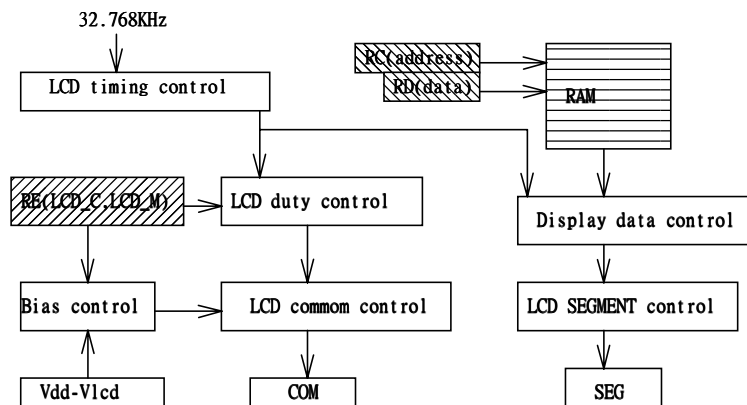 32.768KHz
LCD timing control
RC(address)
RD(data)
RAM
RE(LCD_C,LCD_M)
LCD duty control
Display data control
Bias control
LCD commom control
LCD SEGMENT control
Vdd-Vlcd
COM
SEG